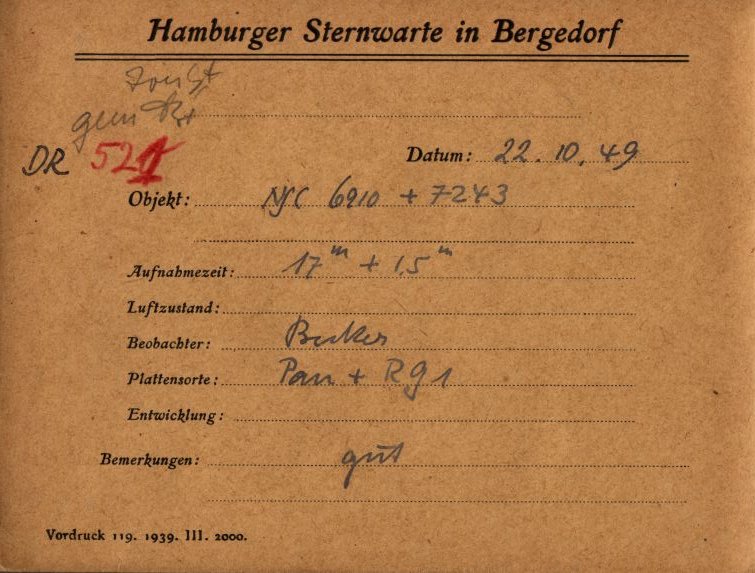 Hamburger Sternwarte in Bergedorf
DR 521 Datum: 22. 10. 49
Objekt: NGC 6910 + 7243
Aufnahmezeit: 17m + 15m
Luftzustand:
Beobachter: Becker
Plattensorte: Pan + RG1
Entwicklung:
Bemerkungen: gut
Vordruck 119. 1939. III. 2000.